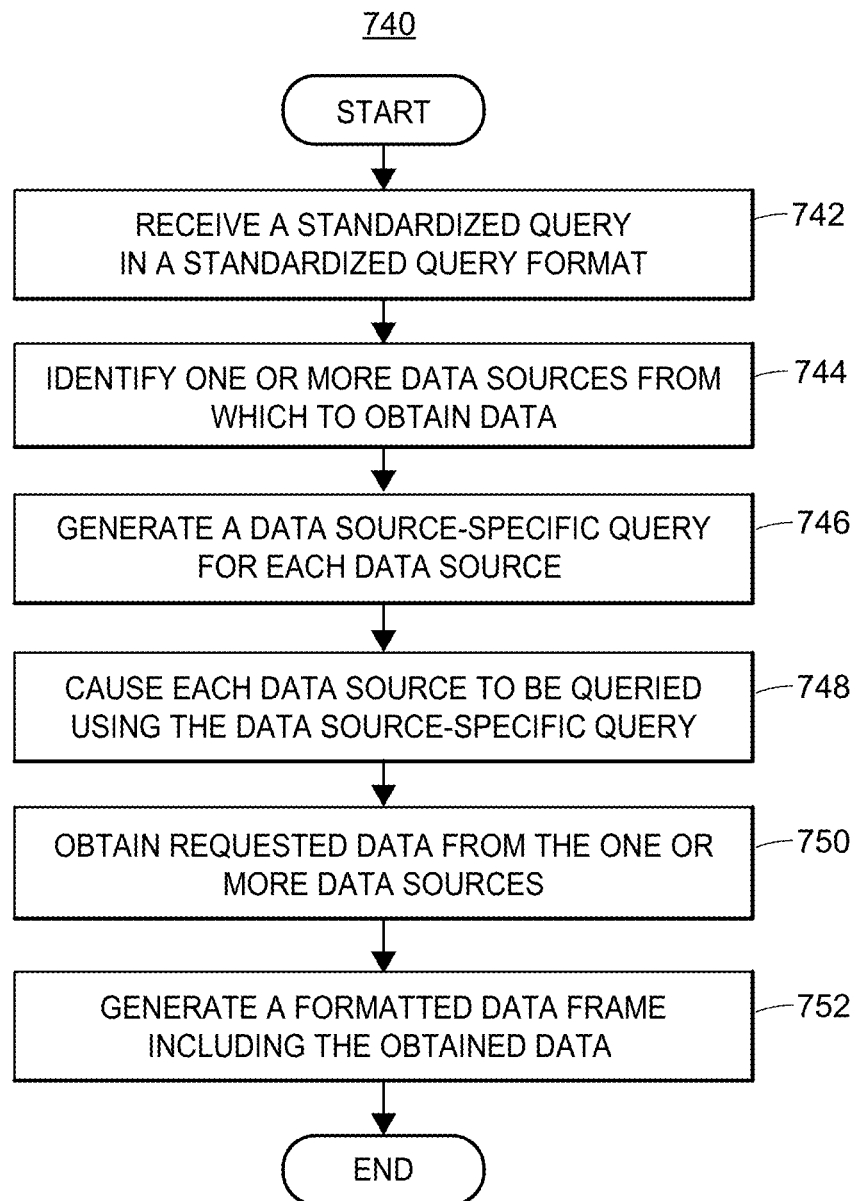 740
START
RECEIVE A STANDARDIZED QUERY
IN A STANDARDIZED QUERY FORMAT
742
IDENTIFY ONE OR MORE DATA SOURCES FROM
WHICH TO OBTAIN DATA
744
GENERATE A DATA SOURCE-SPECIFIC QUERY
FOR EACH DATA SOURCE
746
CAUSE EACH DATA SOURCE TO BE QUERIED
USING THE DATA SOURCE-SPECIFIC QUERY
748
OBTAIN REQUESTED DATA FROM THE ONE OR
MORE DATA SOURCES
750
GENERATE A FORMATTED DATA FRAME
INCLUDING THE OBTAINED DATA
752
END